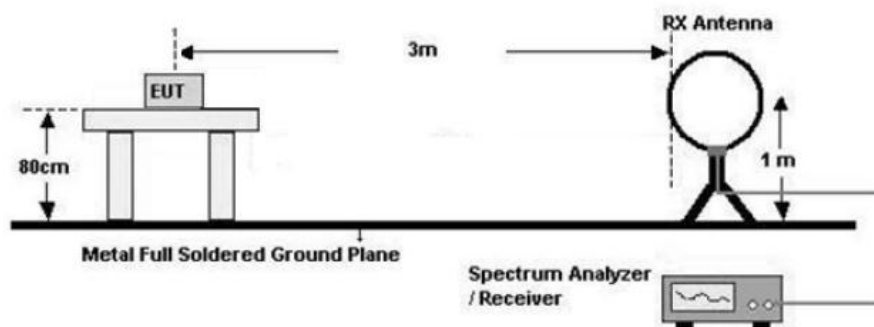 RX Antenna
3m
EUT
80cm
1 m
Metal Full Soldered Ground Plane
Spectrum Analyzer
/ Receiver